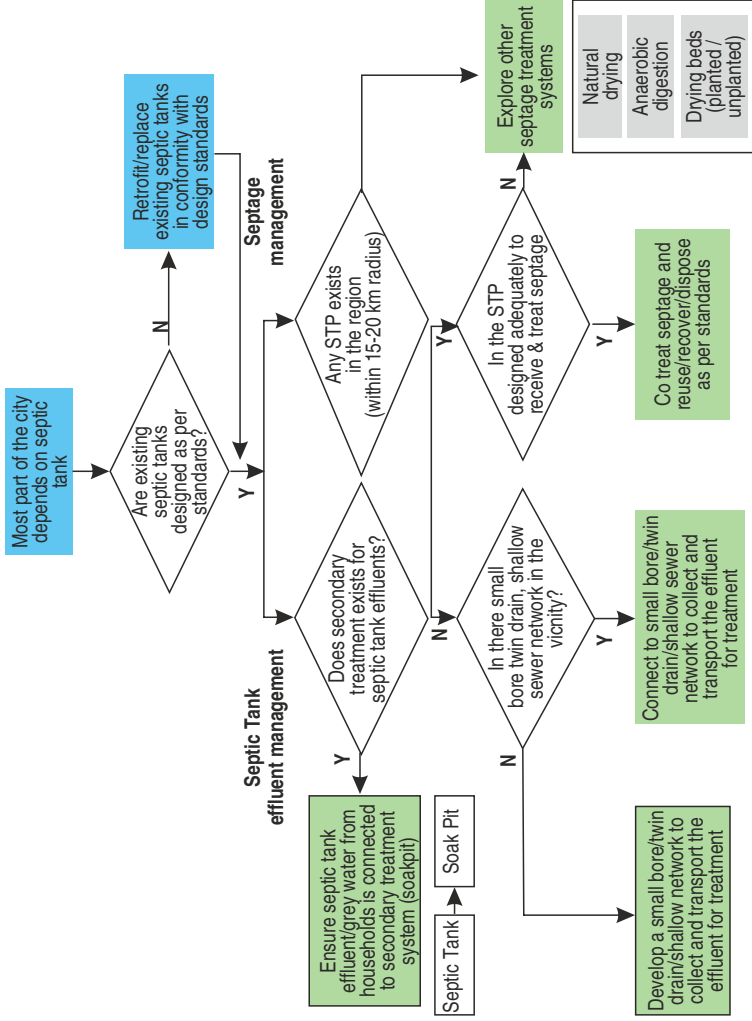 Most part of the city
depends on septic
tank
Are existing
septic tanks
designed as per
standards?
N
Retrofit/replace
existing septic tanks
in conformity with
design standards
Y
Septic Tank
effluent management
Septage
management
Does secondary
treatment exists for
septic tank effluents?
Any STP exists
in the region
(within 15-20 km radius)
Y
Ensure septic tank
effluent/grey water from
households is connected
to secondary treatment
system (soakpit)
Septic Tank
Soak Pit
N
Y
In there small
bore twin drain, shallow
sewer network in the
vicnity?
In the STP
designed adequately to
receive & treat septage
N
Explore other
septage treatment
systems
N
Y
Y
Develop a small bore/twin
drain/shallow network to
collect and transport the
effluent for treatment
Connect to small bore/twin
drain/shallow sewer
network to collect and
transport the effluent
for treatment
Co treat septage and
reuse/recover/dispose
as per standards
Natural
drying
Anaerobic
digestion
Drying beds
(planted /
unplanted)